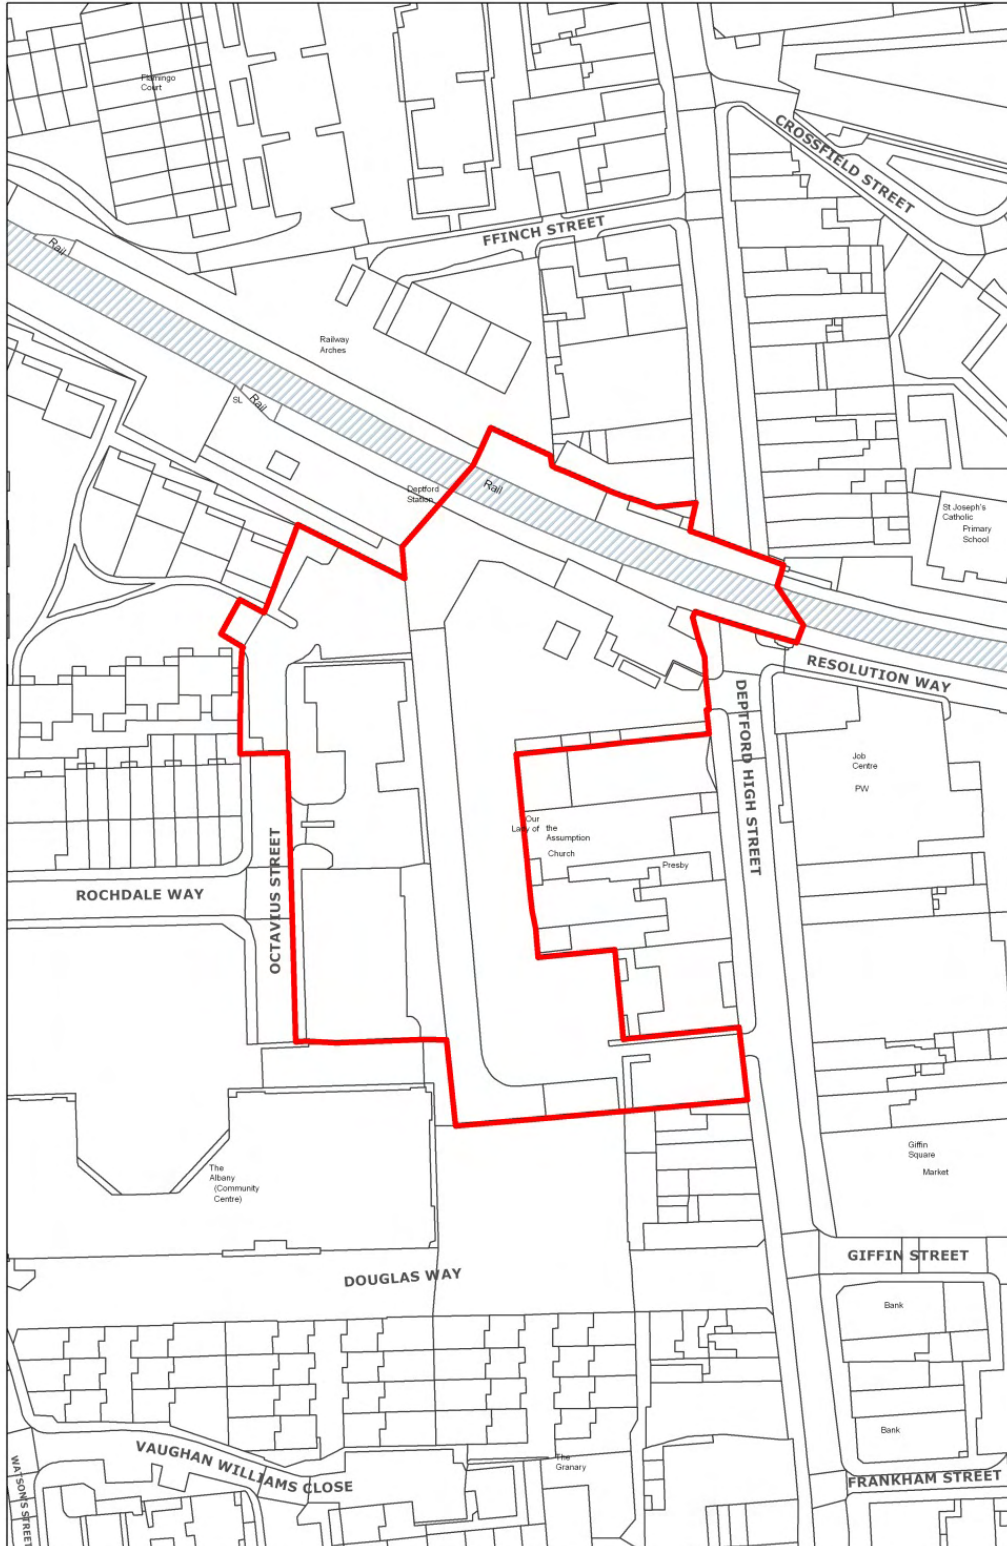 Flamingo
Court
CROSSFIELD STREET
FFINCH STREET
Rail
Railway
Arches
SL
Rail
Deptford
Station
Rail
St Joseph's
Catholic
Primary
School
RESOLUTION WAY
DEPTFORD HIGH STREET
Job
Centre
PW
Our
Lady of
the
Assumption
Church
Presby
OCTAVIUS STREET
ROCHDALE WAY
The
Albany
(Community
Centre)
Giffin
Square
Market
GIFFIN STREET
DOUGLAS WAY
Bank
Bank
VAUGHAN WILLIAMS CLOSE
The
Granary
WATSON'S STREET
FRANKHAM STREET